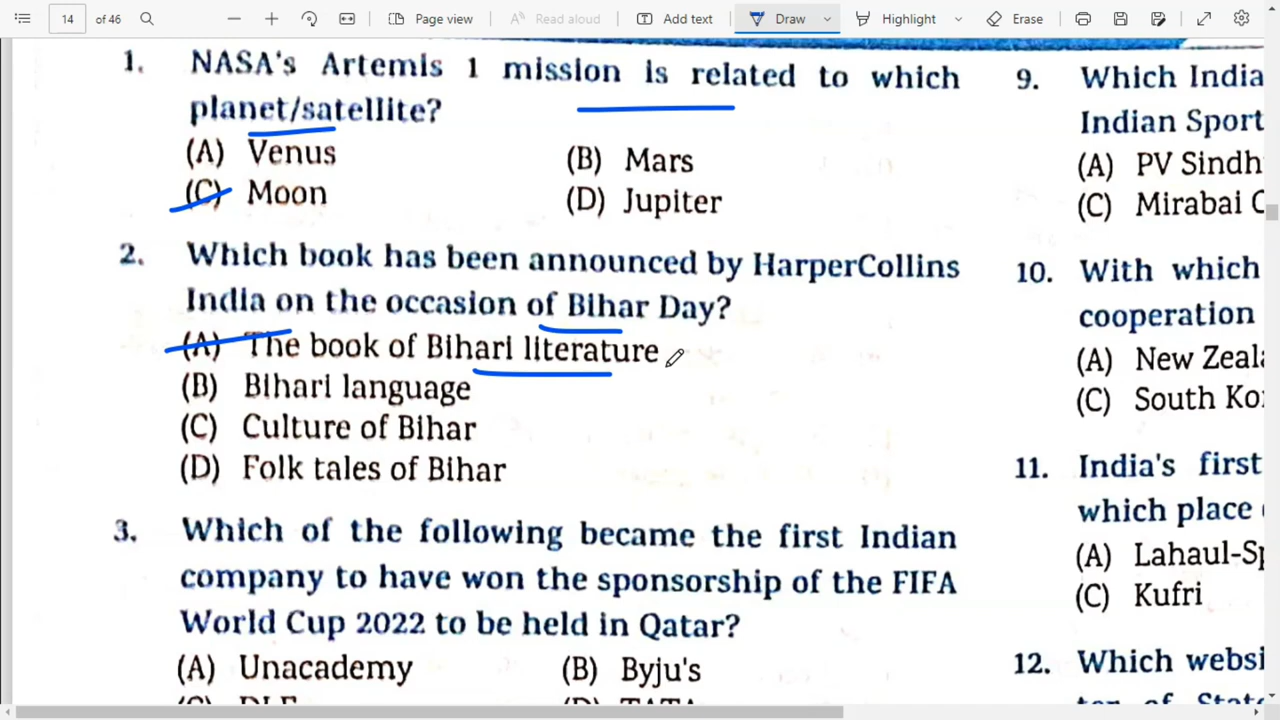 14 of 46 Page view Read aloud Add text Draw Highlight Erase
1. NASA's Artemis 1 mission is related to which
planet/satellite?
(A) Venus (B) Mars
(C) Moon (D) Jupiter
2. Which book has been announced by HarperCollins
India on the occasion of Bihar Day?
(A) The book of Bihari literature
(B) Bihari language
(C) Culture of Bihar
(D) Folk tales of Bihar
3. Which of the following became the first Indian
company to have won the sponsorship of the FIFA
World Cup 2022 to be held in Qatar?
(A) Unacademy (B) Byju's
9. Which India
Indian Sport
(A) PV Sindh
(C) Mirabai C
10. With which
cooperation
(A) New Zeal
(C) South Ko
11. India's first
which place
(A) Lahaul-Sp
(C) Kufri
12. Which websi